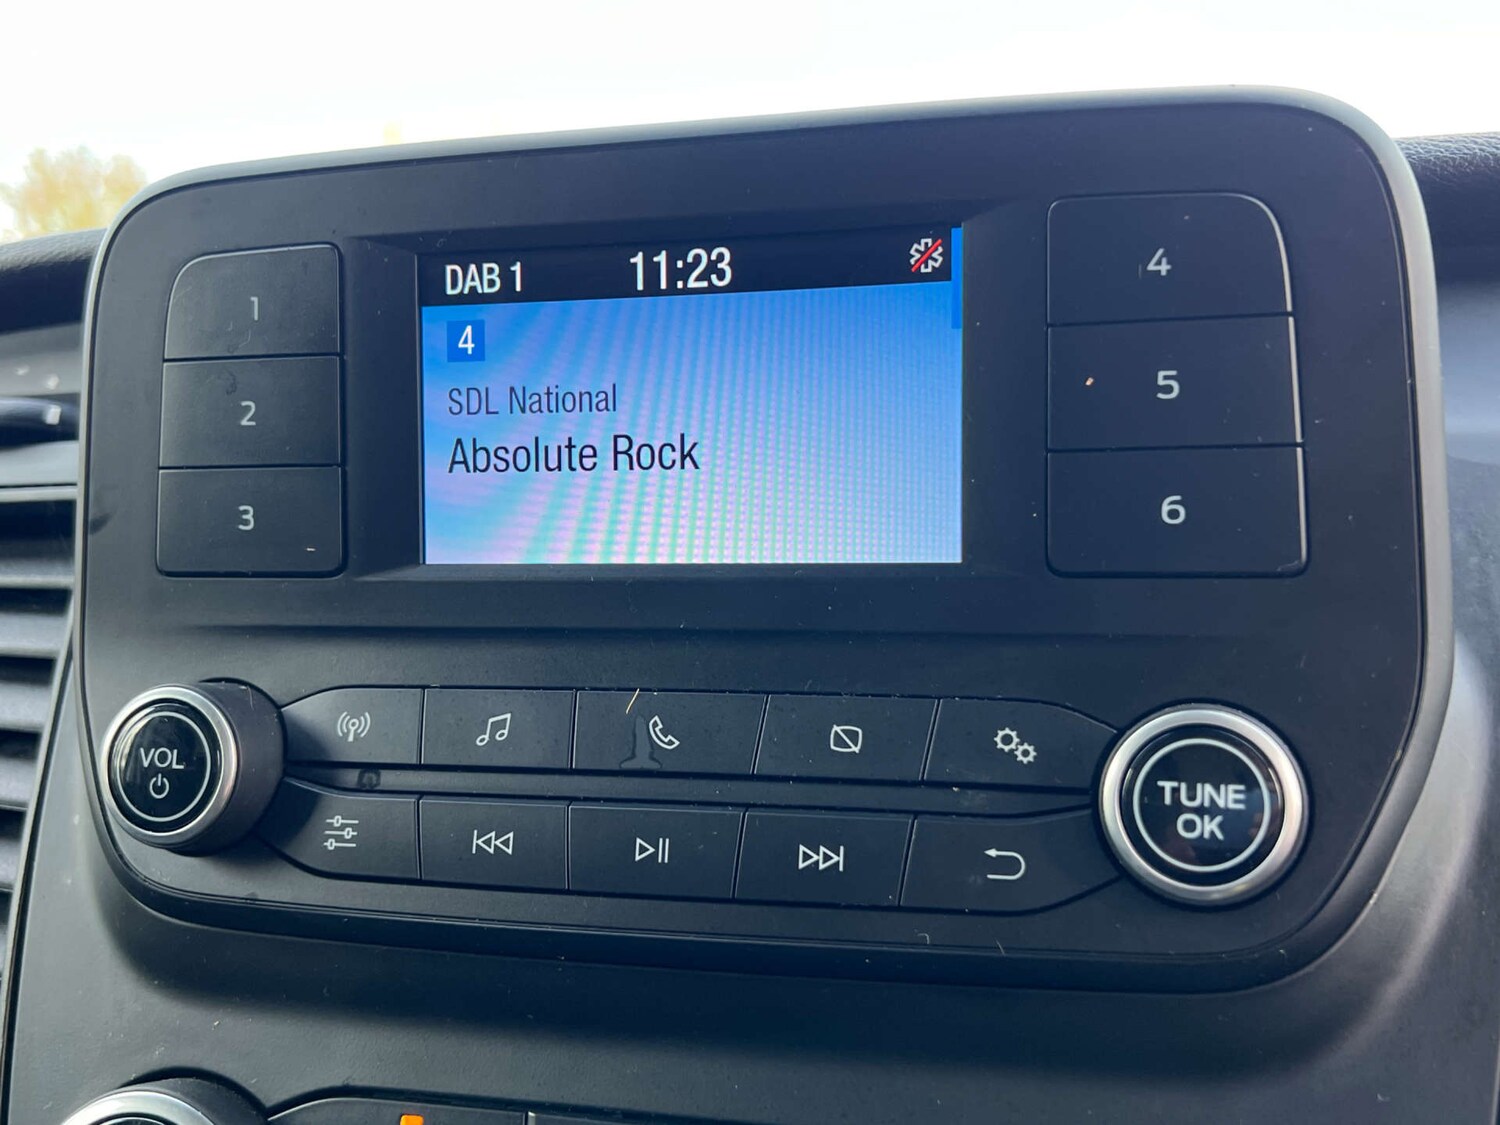 DAB 1 11:23
4
SDL National
Absolute Rock
1
2
3
4
5
6
VOL
TUNE
OK